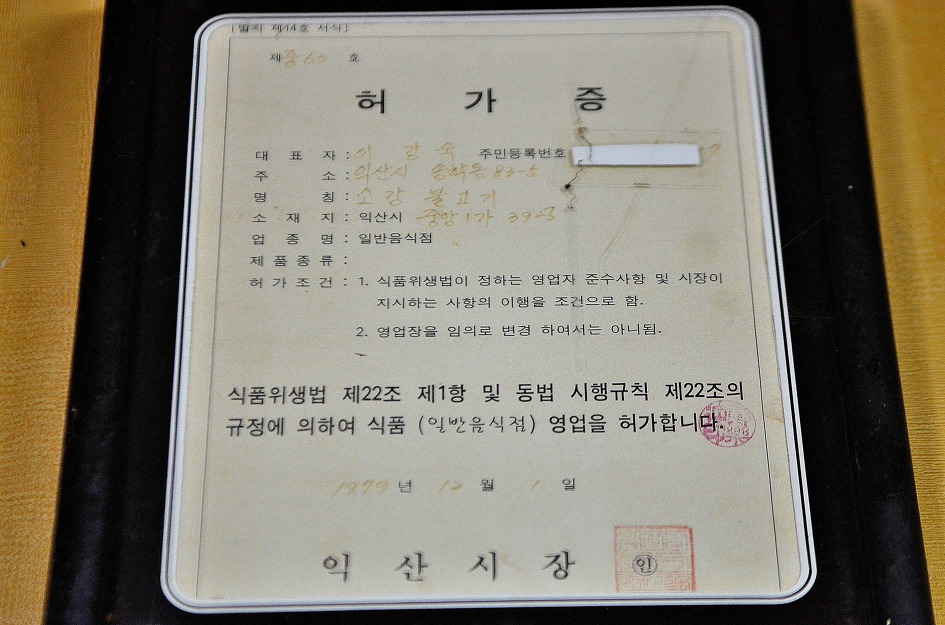 [별지 제14호 서식]
제 중65 호
허 가 증
대 표 자 : 이 강 옥 주민등록번호
주 소 : 익산시 송학동 83-5
명 칭 : 소강 불고기
소 재 지 : 익산시 중앙1가 39-3
업 종 명 : 일반음식점
제 품 종 류 :
허 가 조 건 : 1. 식품위생법이 정하는 영업자 준수사항 및 시장이
지시하는 사항의 이행을 조건으로 함.
2. 영업장을 임의로 변경 하여서는 아니됨.
식품위생법 제22조 제1항 및 동법 시행규칙 제22조의
규정에 의하여 식품 (일반음식점) 영업을 허가합니다.
1979 년 12 월 1 일
익 산 시 장 인